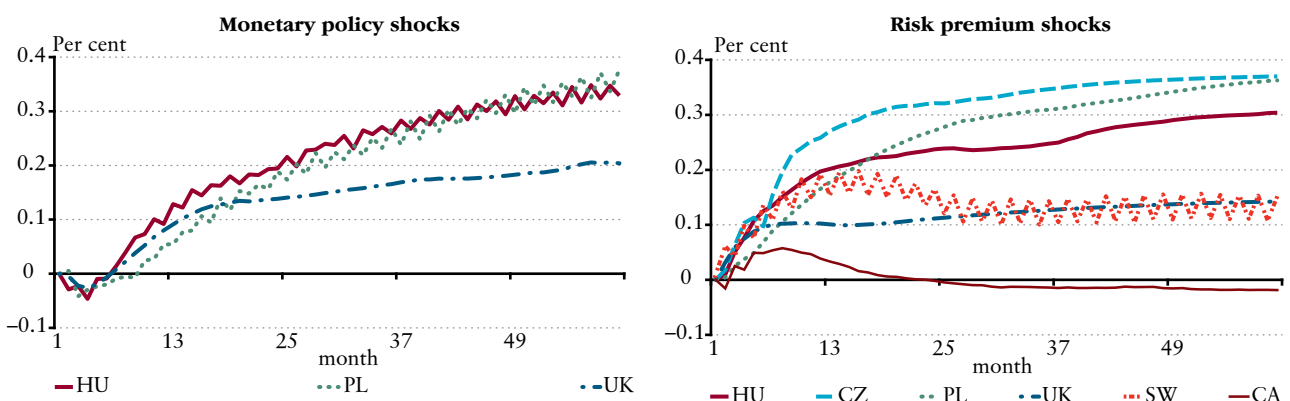 Monetary policy shocks
Per cent
0.4
0.3
0.2
0.1
0
−0.1
1 13 25 37 49
month
HU PL UK
Risk premium shocks
Per cent
0.4
0.3
0.2
0.1
0
−0.1
1 13 25 37 49
month
HU CZ PL UK SW CA